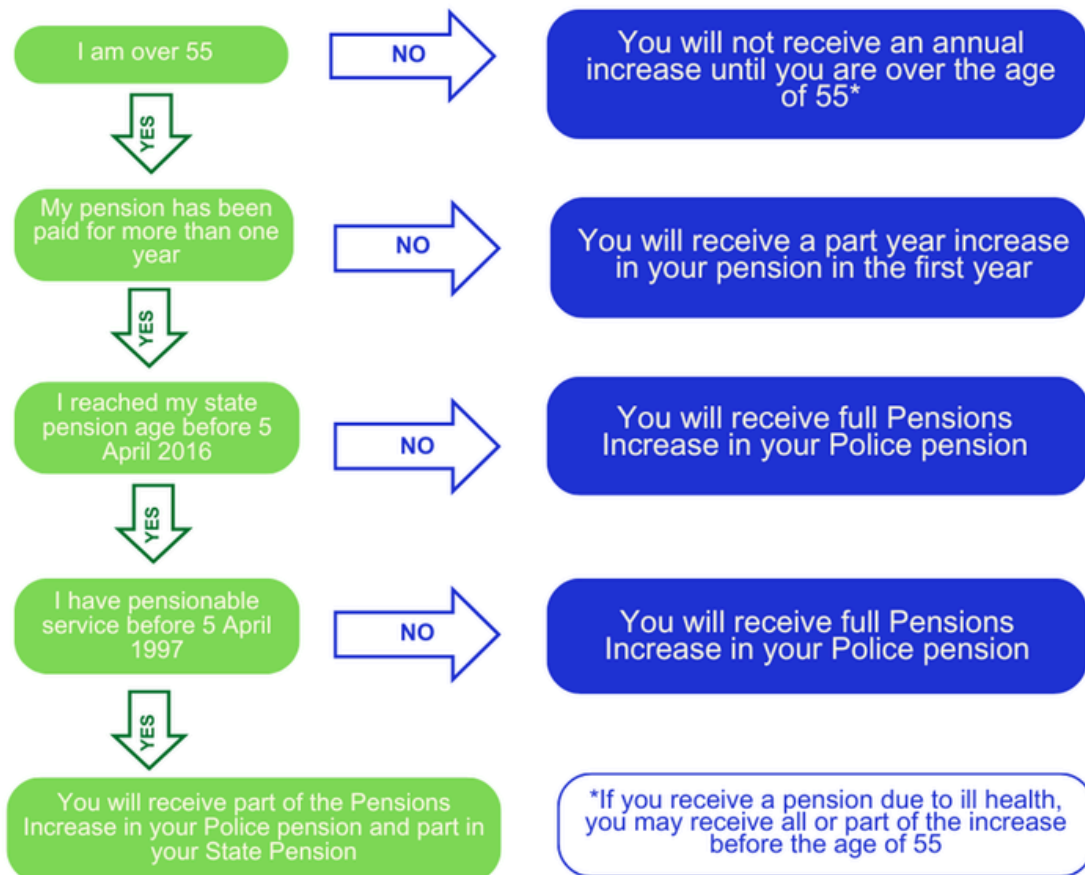 I am over 55
NO
You will not receive an annual
increase until you are over the age
of 55*
YES
My pension has been
paid for more than one
year
NO
You will receive a part year increase
in your pension in the first year
YES
I reached my state
pension age before 5
April 2016
NO
You will receive full Pensions
Increase in your Police pension
YES
I have pensionable
service before 5 April
1997
NO
You will receive full Pensions
Increase in your Police pension
YES
You will receive part of the Pensions
Increase in your Police pension and part in
your State Pension
*If you receive a pension due to ill health,
you may receive all or part of the increase
before the age of 55